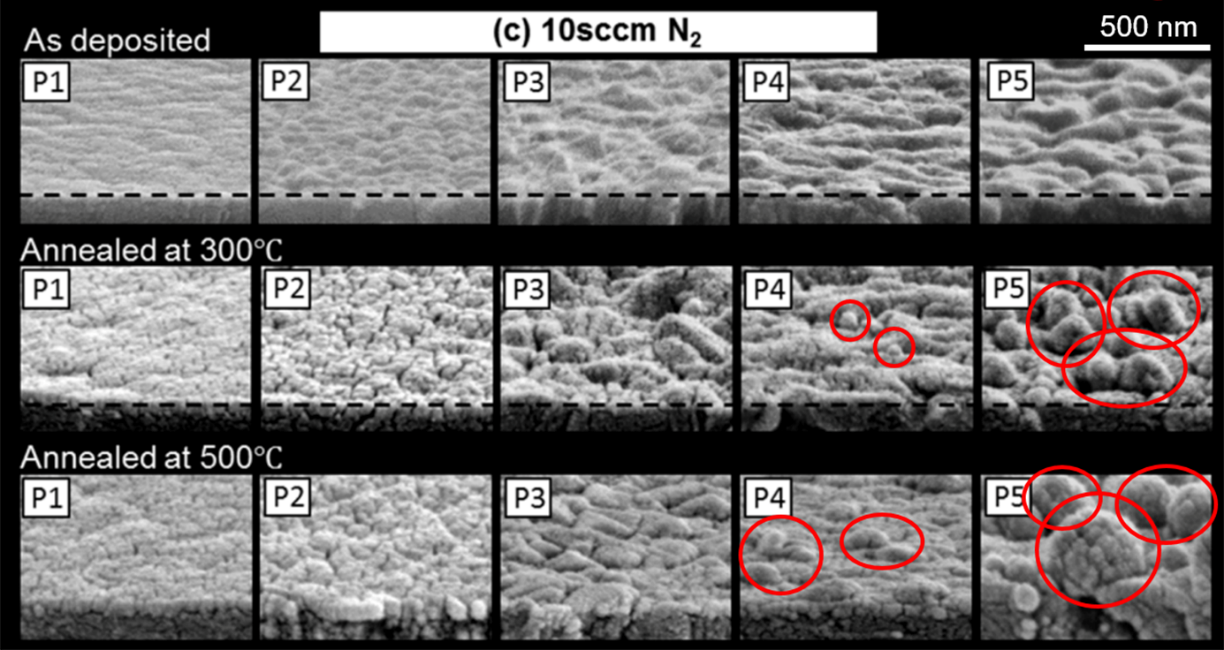 (c) 10sccm N₂
500 nm
As deposited
P1
P2
P3
P4
P5
Annealed at 300℃
P1
P2
P3
P4
P5
Annealed at 500℃
P1
P2
P3
P4
P5